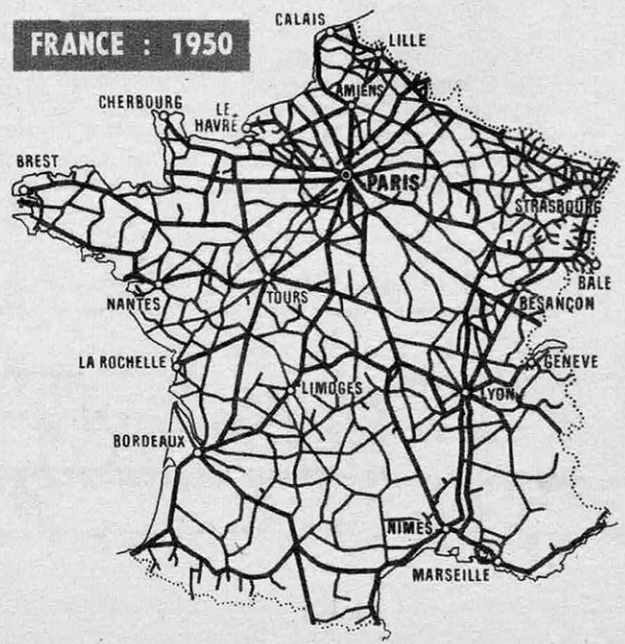 FRANCE : 1950
CALAIS
LILLE
AMIENS
CHERBOURG
LE
HAVRE
BREST
PARIS
STRASBOURG
BALE
NANTES
TOURS
BESANÇON
LA ROCHELLE
GENEVE
LIMOGES
LYON
BORDEAUX
NIMES
MARSEILLE